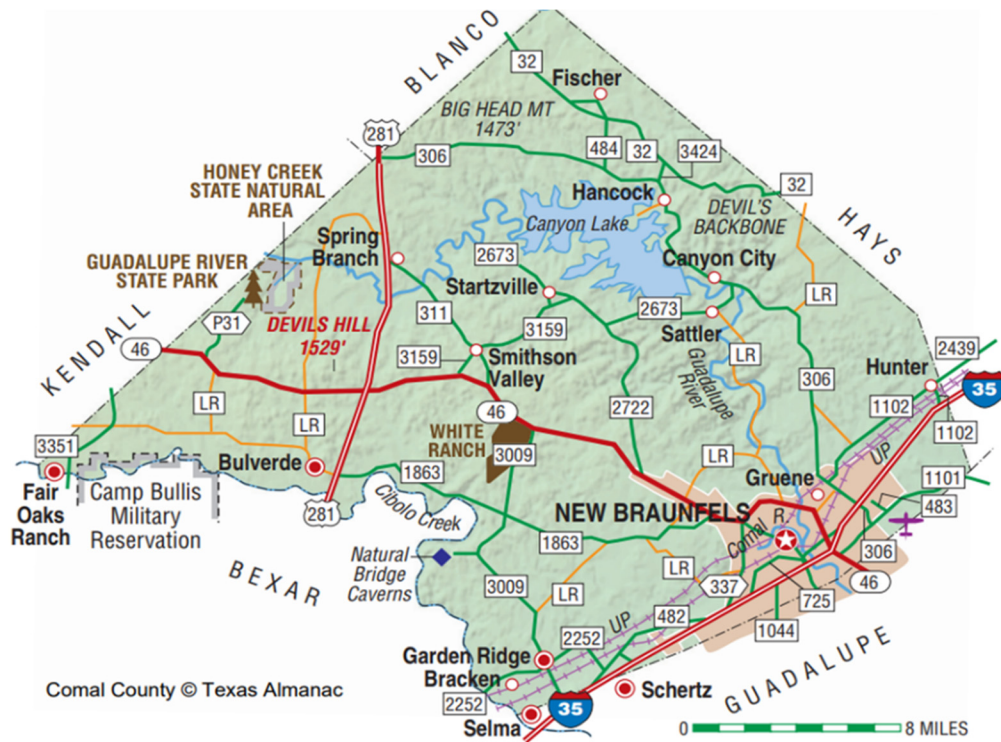 BLANCO
32
Fischer
BIG HEAD MT
1473'
281
306
484
32
3424
32
HONEY CREEK
STATE NATURAL
AREA
Hancock
Canyon Lake
DEVIL'S
BACKBONE
HAYS
Spring
Branch
GUADALUPE RIVER
STATE PARK
2673
Canyon City
Startzville
2673
LR
KENDALL
P31
DEVILS HILL
1529'
311
3159
Sattler
46
3159
Smithson
Valley
LR
Guadalupe
River
306
Hunter
2439
35
LR
46
2722
1102
1102
WHITE
RANCH
3009
UP
3351
LR
Bulverde
1863
LR
Gruene
1101
Fair
Oaks
Ranch
Camp Bullis
Military
Reservation
281
Cibolo Creek
NEW BRAUNFELS
Comal
R.
483
1863
306
BEXAR
Natural
Bridge
Caverns
3009
LR
LR
337
46
725
UP
482
2252
1044
Garden Ridge
Bracken
GUADALUPE
Comal County © Texas Almanac
2252
35
Schertz
Selma
0
8 MILES